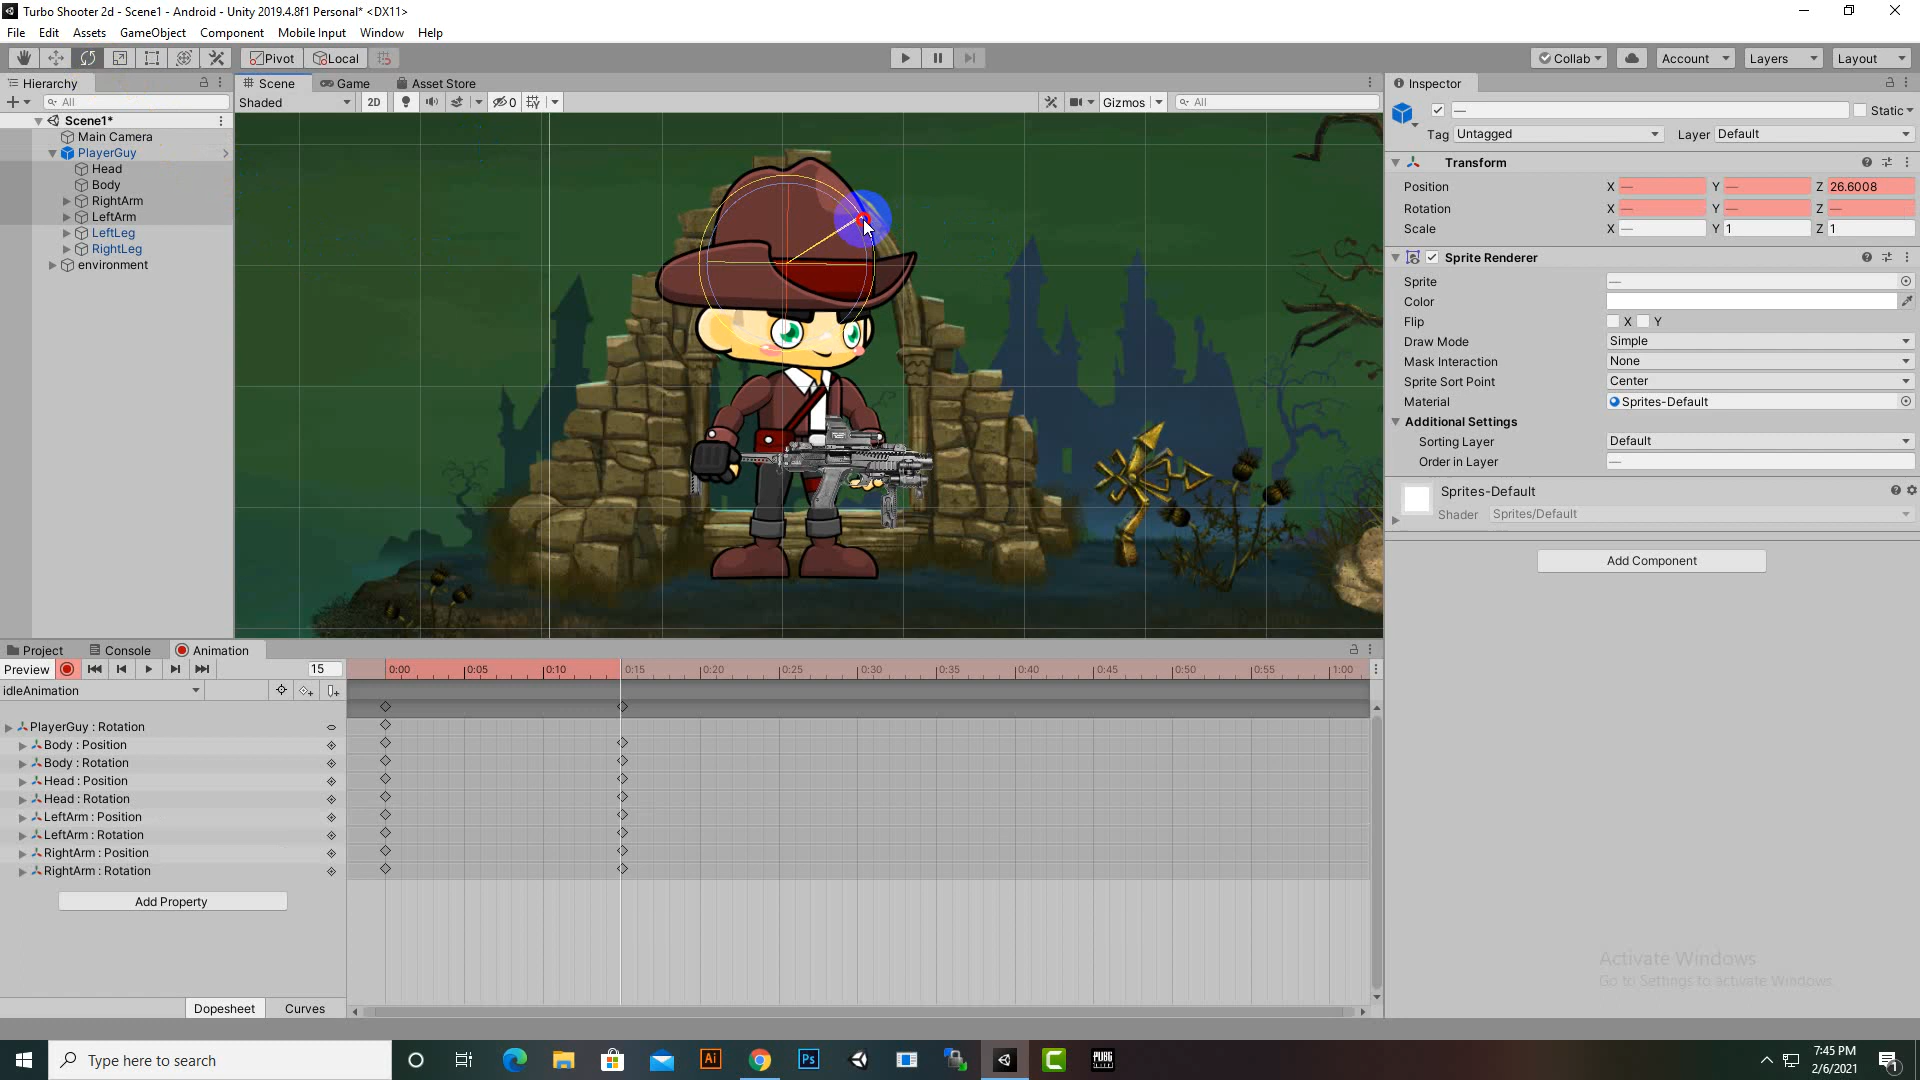 Turbo Shooter 2d - Scene1 - Android - Unity 2019.4.8f1 Personal* <DX11>
File Edit Assets GameObject Component Mobile Input Window Help
Pivot Local Collab Account Layers Layout
Hierarchy
All
Scene1*
Main Camera
PlayerGuy
Head
Body
RightArm
LeftArm
LeftLeg
RightLeg
environment
Scene Game Asset Store
Shaded 2D 0 Gizmos All
Inspector
Static
Tag Untagged Layer Default
Transform
Position X — Y — Z 26.6008
Rotation X — Y — Z —
Scale X — Y 1 Z 1
Sprite Renderer
Sprite —
Color
Flip X Y
Draw Mode Simple
Mask Interaction None
Sprite Sort Point Center
Material Sprites-Default
Additional Settings
Sorting Layer Default
Order in Layer —
Sprites-Default
Shader Sprites/Default
Add Component
Activate Windows
Go to Settings to activate Windows.
Project Console Animation
Preview 15
0:00 0:05 0:10 0:15 0:20 0:25 0:30 0:35 0:40 0:45 0:50 0:55 1:00
idleAnimation
PlayerGuy : Rotation
Body : Position
Body : Rotation
Head : Position
Head : Rotation
LeftArm : Position
LeftArm : Rotation
RightArm : Position
RightArm : Rotation
Add Property
Dopesheet Curves
Type here to search
Ai
Ps
PUBG
7:45 PM
2/6/2021
1